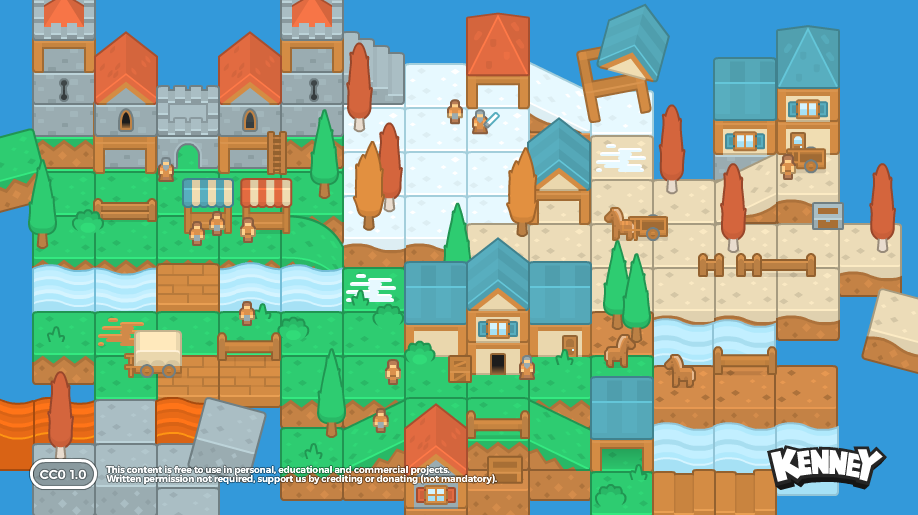 CC0 1.0
This content is free to use in personal, educational and commercial projects.
Written permission not required, support us by crediting or donating (not mandatory).
KENNEY